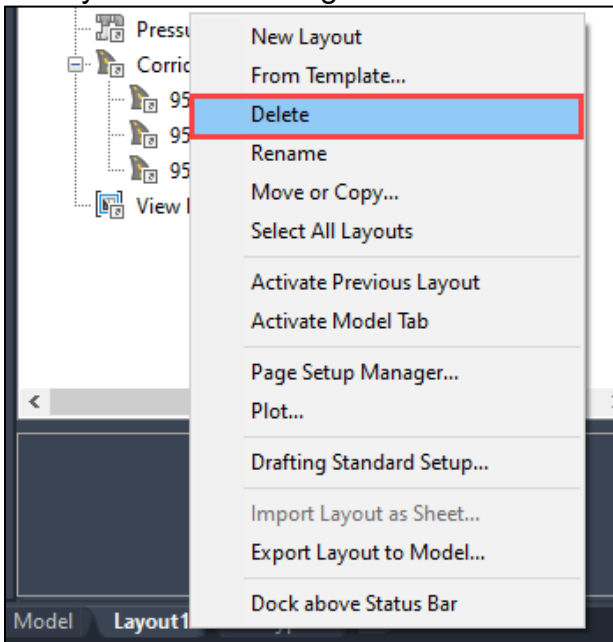 Pressu
Corric
95
95
95
View
New Layout
From Template...
Delete
Rename
Move or Copy...
Select All Layouts
Activate Previous Layout
Activate Model Tab
Page Setup Manager...
Plot...
Drafting Standard Setup...
Import Layout as Sheet...
Export Layout to Model...
Dock above Status Bar
Model Layout1